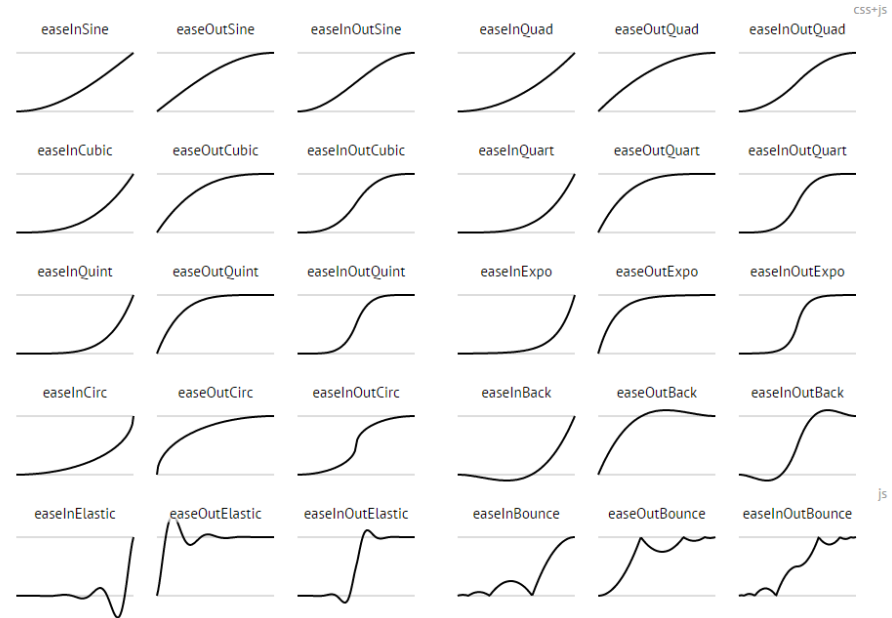 css+js
easeInSine easeOutSine easeInOutSine easeInQuad easeOutQuad easeInOutQuad
easeInCubic easeOutCubic easeInOutCubic easeInQuart easeOutQuart easeInOutQuart
easeInQuint easeOutQuint easeInOutQuint easeInExpo easeOutExpo easeInOutExpo
easeInCirc easeOutCirc easeInOutCirc easeInBack easeOutBack easeInOutBack
js
easeInElastic easeOutElastic easeInOutElastic easeInBounce easeOutBounce easeInOutBounce